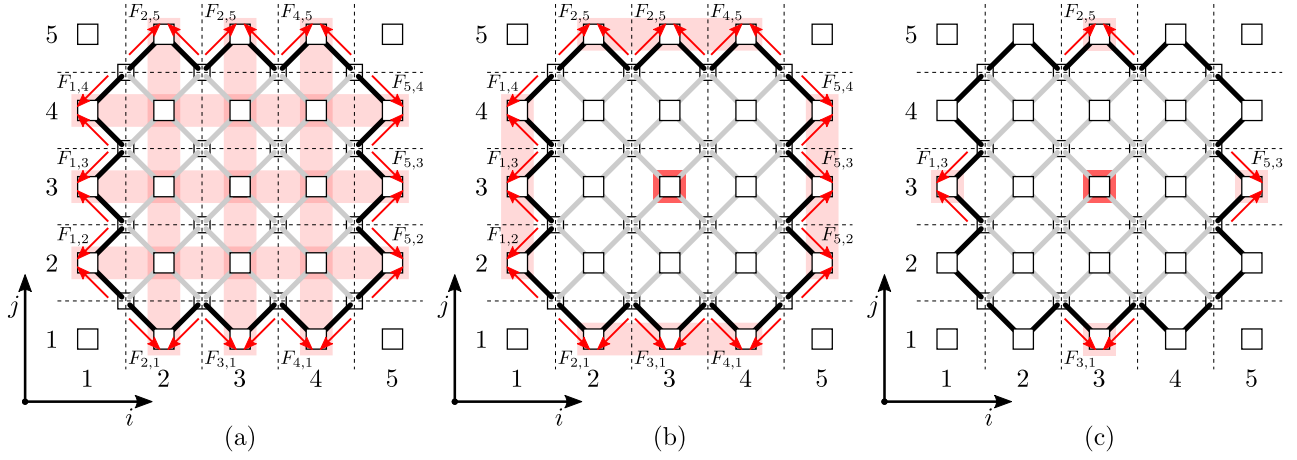 F2,5 F2,5 F4,5
5
F1,4 F5,4
4
F1,3 F5,3
3
F1,2 F5,2
2
1
F2,1 F3,1 F4,1
1 2 3 4 5
j
i
(a)
F2,5 F2,5 F4,5
5
F1,4 F5,4
4
F1,3 F5,3
3
F1,2 F5,2
2
1
F2,1 F3,1 F4,1
1 2 3 4 5
j
i
(b)
F2,5
5
4
F1,3 F5,3
3
2
1
F3,1
1 2 3 4 5
j
i
(c)